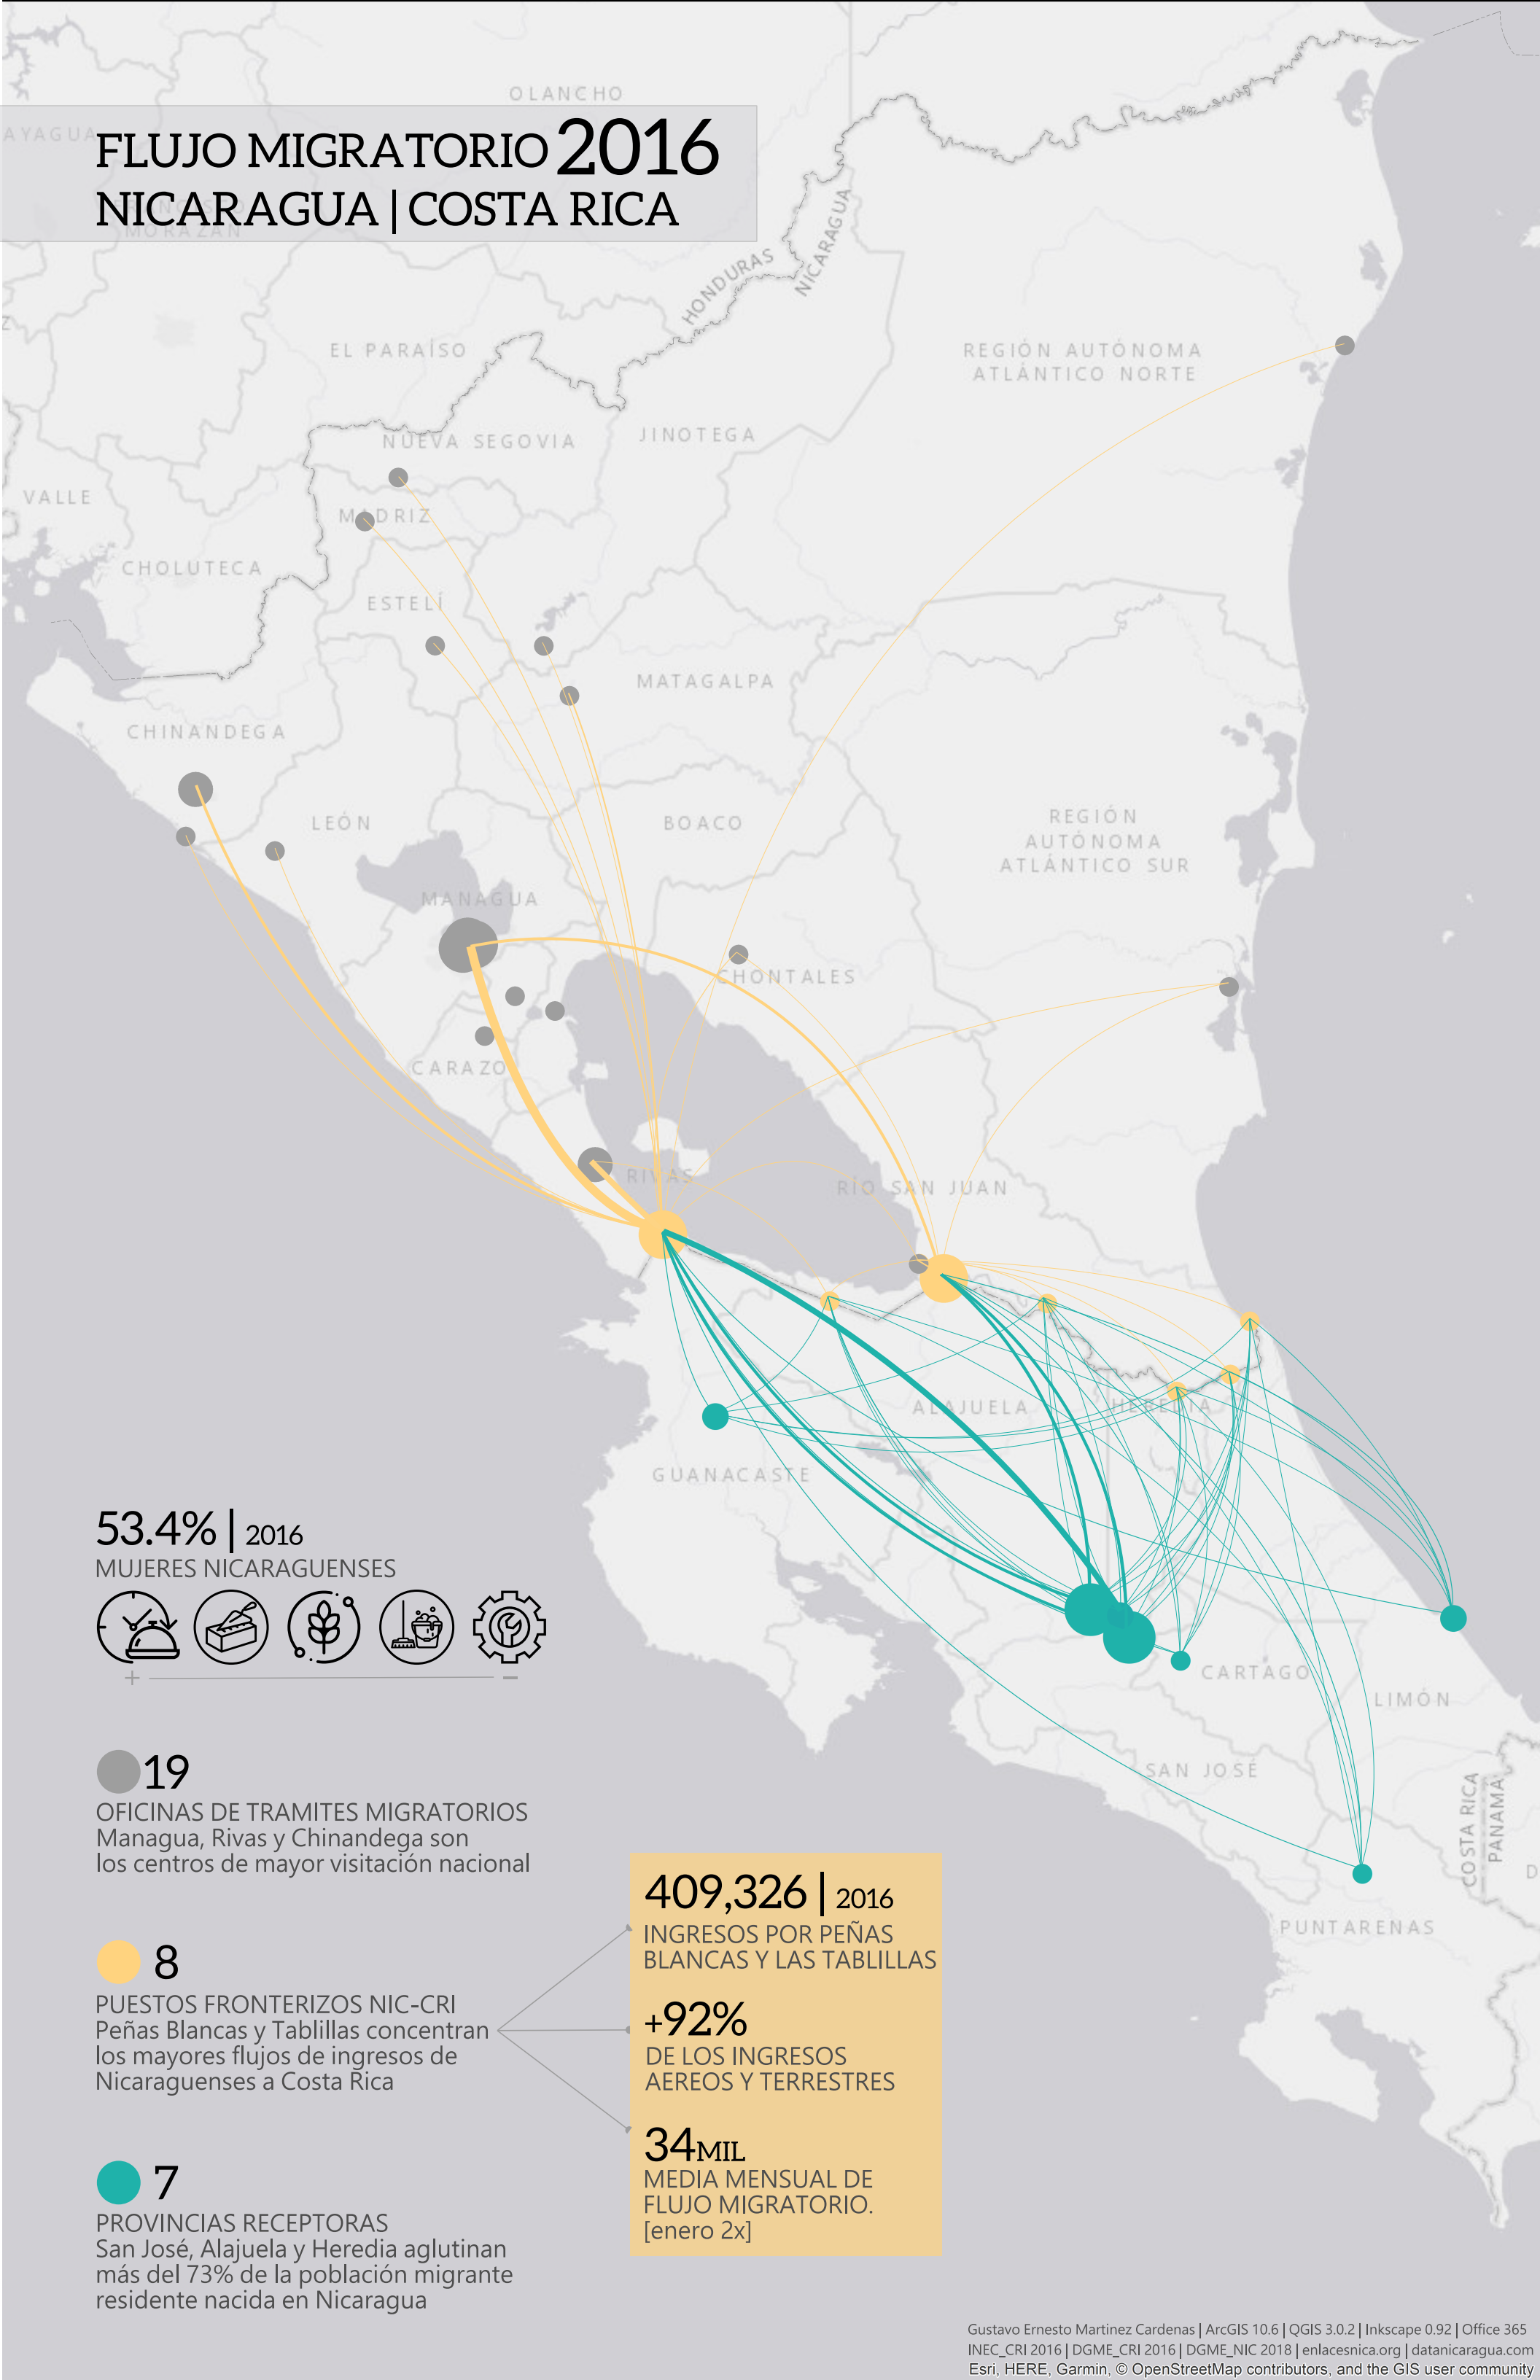 OLANCHO
AYAGUA
FLUJO MIGRATORIO 2016
NICARAGUA | COSTA RICA
MORAZÁN
HONDURAS
NICARAGUA
EL PARAÍSO
REGIÓN AUTÓNOMA
ATLÁNTICO NORTE
NUEVA SEGOVIA
JINOTEGA
VALLE
MADRIZ
CHOLUTECA
ESTELÍ
MATAGALPA
CHINANDEGA
LEÓN
BOACO
REGIÓN
AUTÓNOMA
ATLÁNTICO SUR
MANAGUA
CHONTALES
CARAZO
RIVAS
RÍO SAN JUAN
ALAJUELA
HEREDIA
GUANACASTE
CARTAGO
LIMÓN
SAN JOSÉ
COSTA RICA
PANAMÁ
D
PUNTARENAS
53.4% | 2016
MUJERES NICARAGUENSES
+
−
19
OFICINAS DE TRAMITES MIGRATORIOS
Managua, Rivas y Chinandega son
los centros de mayor visitación nacional
8
PUESTOS FRONTERIZOS NIC-CRI
Peñas Blancas y Tablillas concentran
los mayores flujos de ingresos de
Nicaraguenses a Costa Rica
409,326 | 2016
INGRESOS POR PEÑAS
BLANCAS Y LAS TABLILLAS
+92%
DE LOS INGRESOS
AEREOS Y TERRESTRES
34MIL
MEDIA MENSUAL DE
FLUJO MIGRATORIO.
[enero 2x]
7
PROVINCIAS RECEPTORAS
San José, Alajuela y Heredia aglutinan
más del 73% de la población migrante
residente nacida en Nicaragua
Gustavo Ernesto Martinez Cardenas | ArcGIS 10.6 | QGIS 3.0.2 | Inkscape 0.92 | Office 365
INEC_CRI 2016 | DGME_CRI 2016 | DGME_NIC 2018 | enlacesnica.org | datanicaragua.com
Esri, HERE, Garmin, © OpenStreetMap contributors, and the GIS user community